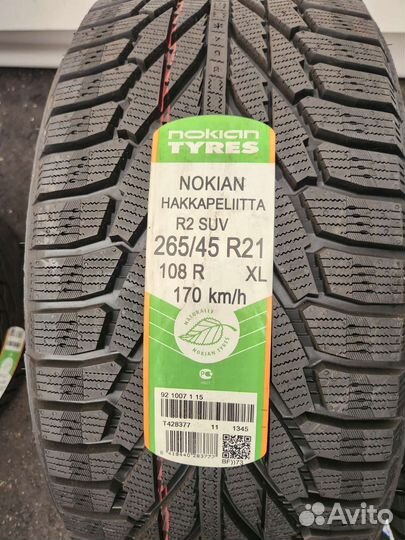 nokian
TYRES
NOKIAN
HAKKAPELIITTA
R2 SUV
265/45 R21
108 R XL
170 km/h
NATURALLY
NOKIAN TYRES
92 1007 1 15
T428377 11 1345
Avito